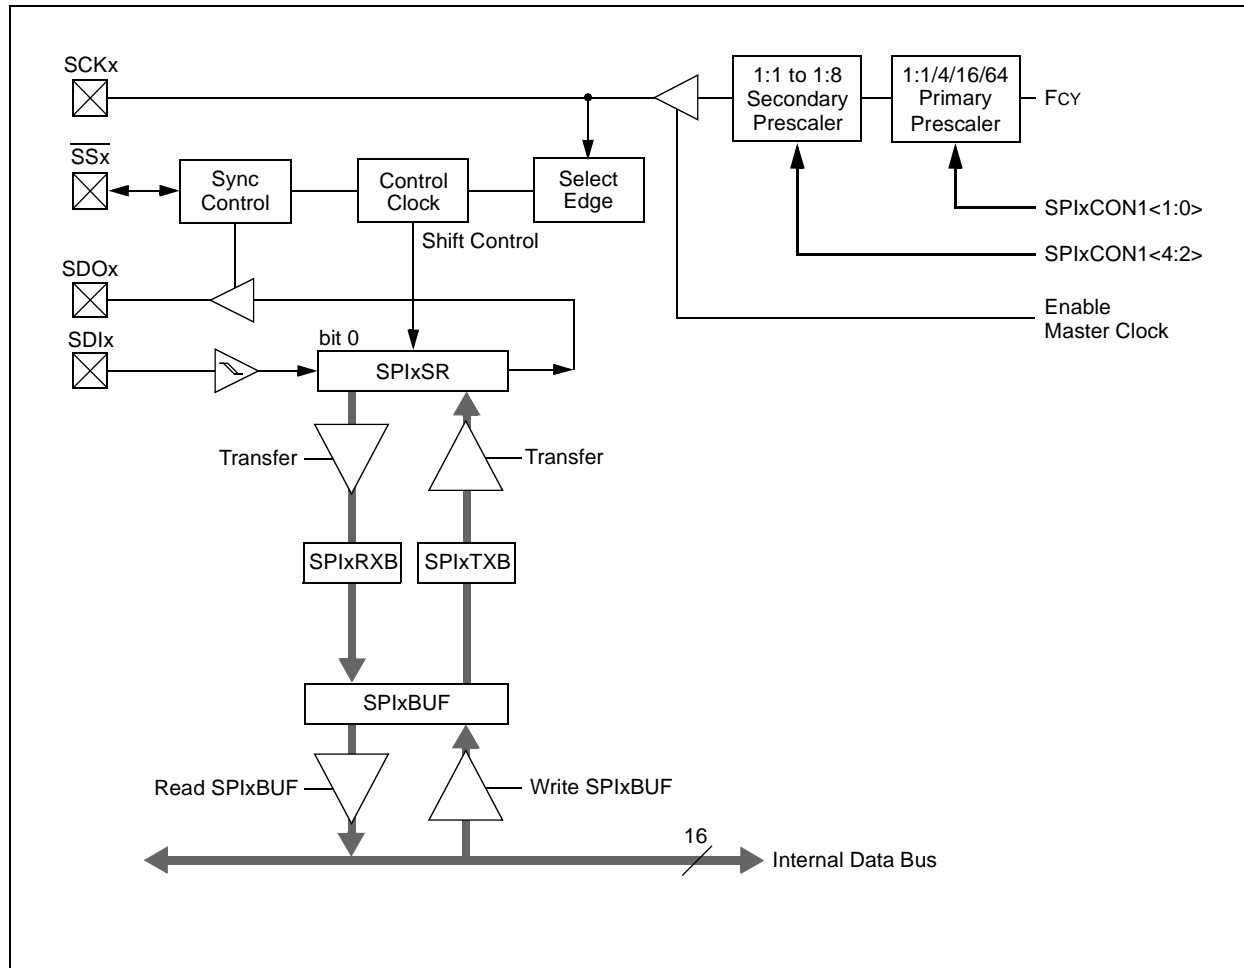 SCKx
1:1 to 1:8
Secondary
Prescaler
1:1/4/16/64
Primary
Prescaler
FCY
SSx
Sync
Control
Control
Clock
Select
Edge
SPIxCON1<1:0>
Shift Control
SPIxCON1<4:2>
SDOx
Enable
Master Clock
SDIx
bit 0
SPIxSR
Transfer
Transfer
SPIxRXB
SPIxTXB
SPIxBUF
Read SPIxBUF
Write SPIxBUF
16
Internal Data Bus